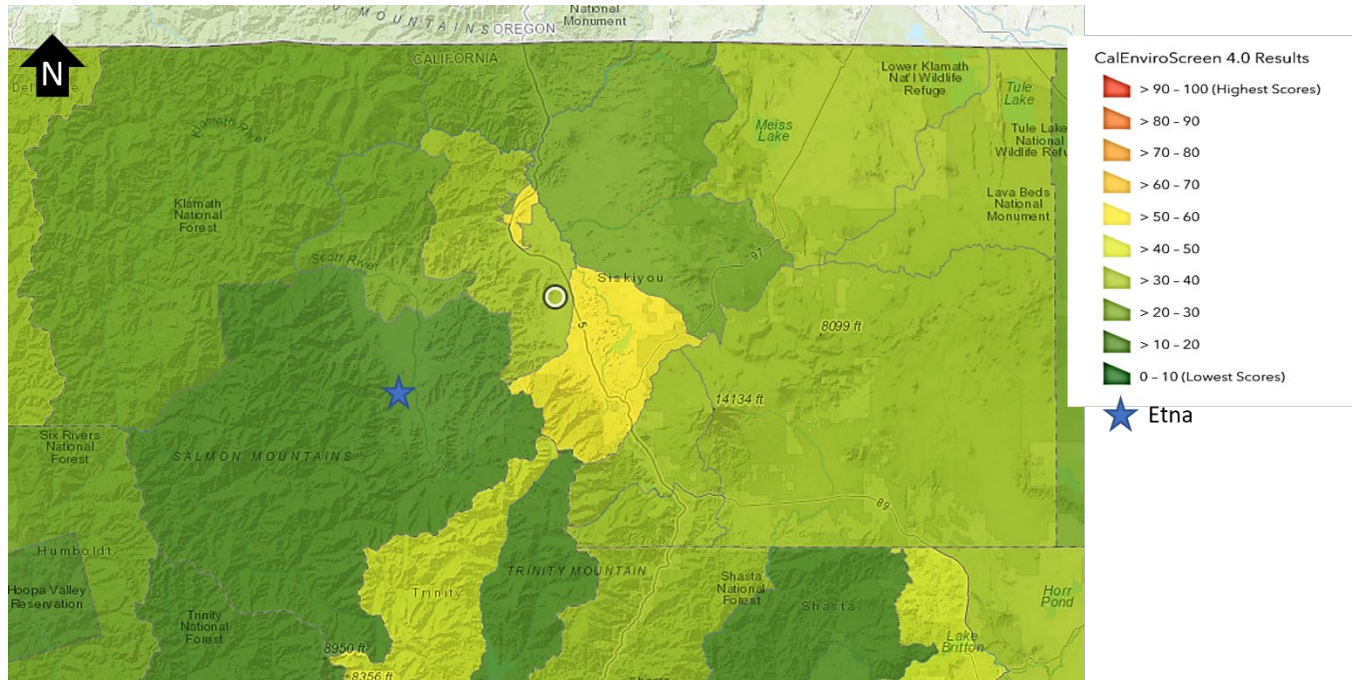 U MOUNTAINS
OREGON
National
Monument
N
CALIFORNIA
Lower Klamath
Nat'l Wildlife
Refuge
Tule
Lake
Meiss
Lake
Tule Lake
National
Wildlife Refu
Klamath River
Klamath
National
Forest
Lava Beds
National
Monument
Scott River
97
Siskiyou
5
8099 ft
14134 ft
Six Rivers
National
Forest
SALMON MOUNTAINS
89
Humboldt
Hoopa Valley
Reservation
TRINITY MOUNTAIN
Trinity
Shasta
National
Forest
Shasta
Horr
Pond
Trinity
National
Forest
Lake
Britton
8950 ft
8356 ft
Shasta
CalEnviroScreen 4.0 Results
> 90 – 100 (Highest Scores)
> 80 – 90
> 70 – 80
> 60 – 70
> 50 – 60
> 40 – 50
> 30 – 40
> 20 – 30
> 10 – 20
0 – 10 (Lowest Scores)
Etna